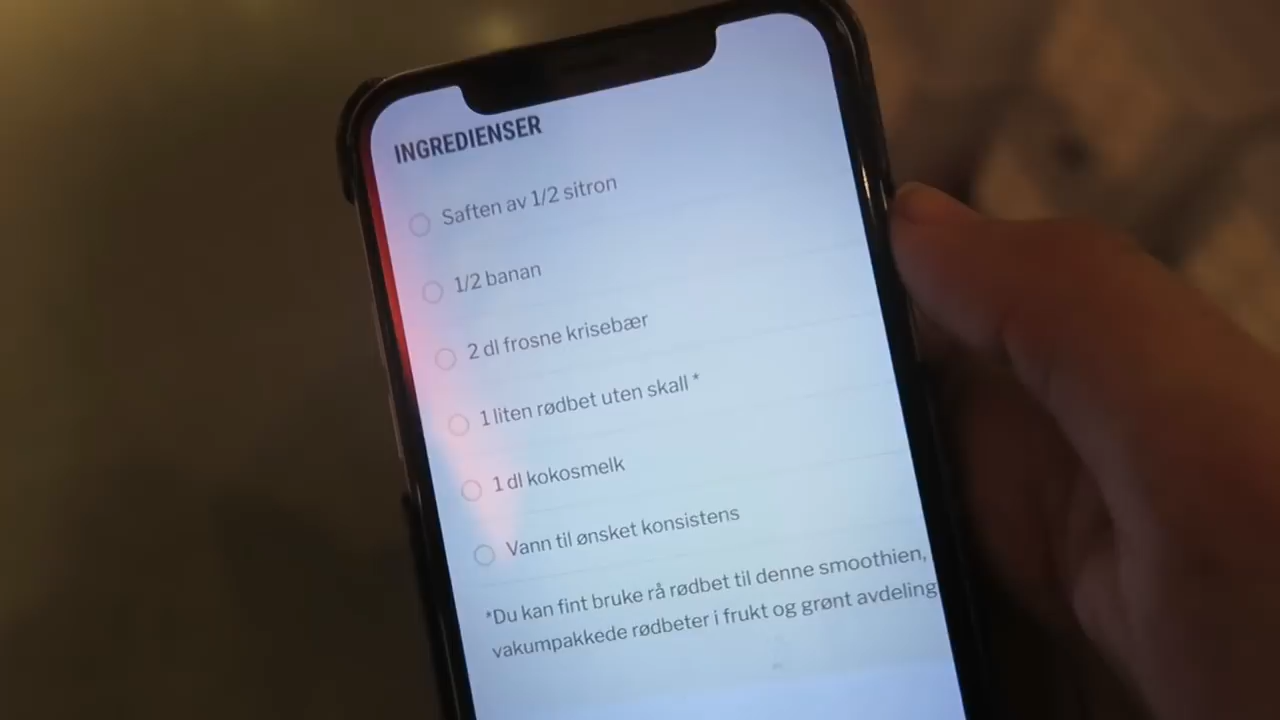 INGREDIENSER
Saften av 1/2 sitron
1/2 banan
2 dl frosne krisebær
1 liten rødbet uten skall *
1 dl kokosmelk
Vann til ønsket konsistens
*Du kan fint bruke rå rødbet til denne smoothien,
vakumpakkede rødbeter i frukt og grønt avdeling